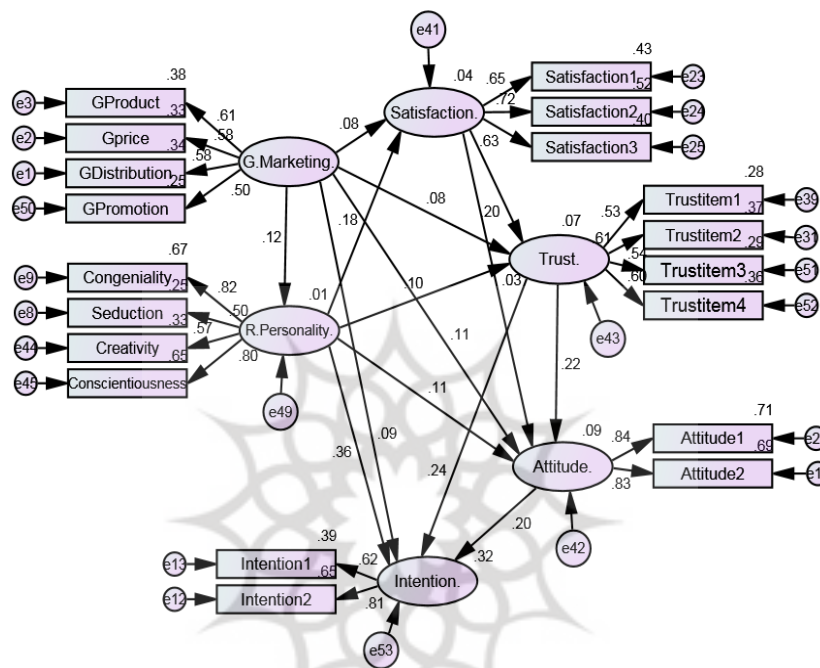 e41
.43
.04
.65
Satisfaction1
.52
e23
.38
e3
GProduct
.33
.61
Satisfaction.
.72
Satisfaction2
.40
e24
e2
Gprice
.34
.58
.08
.63
Satisfaction3
e25
e1
GDistribution
.25
.58
G.Marketing.
e50
GPromotion
.50
.28
.18
.08
.20
.53
Trustitem1
.37
e39
.07
.61
Trustitem2
.29
e31
.12
Trust.
.54
Trustitem3
.36
e51
.67
.10
.03
.60
Trustitem4
e52
e9
Congeniality
.25
.82
.01
e8
Seduction
.33
.50
R.Personality.
e43
e44
Creativity
.65
.57
.11
.22
e45
Conscientiousness
.80
e49
.11
.71
.36
.09
.09
.84
Attitude1
.69
e2
.24
Attitude.
.83
Attitude2
e1
.20
e42
.39
.32
e13
Intention1
.65
.62
Intention.
e12
Intention2
.81
e53